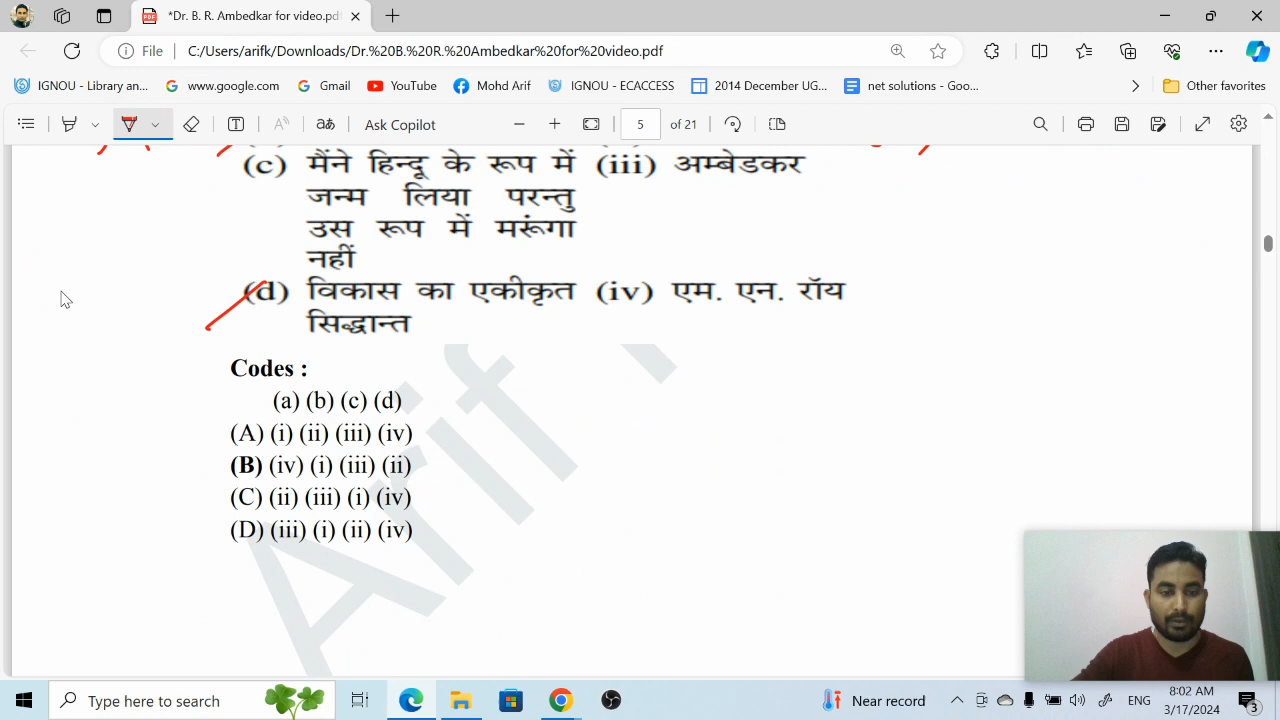 *Dr. B. R. Ambedkar for video.pd
File C:/Users/arifk/Downloads/Dr.%20B.%20R.%20Ambedkar%20for%20video.pdf
IGNOU - Library an... www.google.com Gmail YouTube Mohd Arif IGNOU - ECACCESS 2014 December UG... net solutions - Goo... Other favorites
Ask Copilot 5 of 21
(c) मैंने हिन्दू के रूप में (iii) अम्बेडकर
जन्म लिया परन्तु
उस रूप में मरूंगा
नहीं
(d) विकास का एकीकृत (iv) एम. एन. रॉय
सिद्धान्त
Codes :
(a) (b) (c) (d)
(A) (i) (ii) (iii) (iv)
(B) (iv) (i) (iii) (ii)
(C) (ii) (iii) (i) (iv)
(D) (iii) (i) (ii) (iv)
Arif
Type here to search
Near record
ENG
8:02 AM
3/17/2024
3